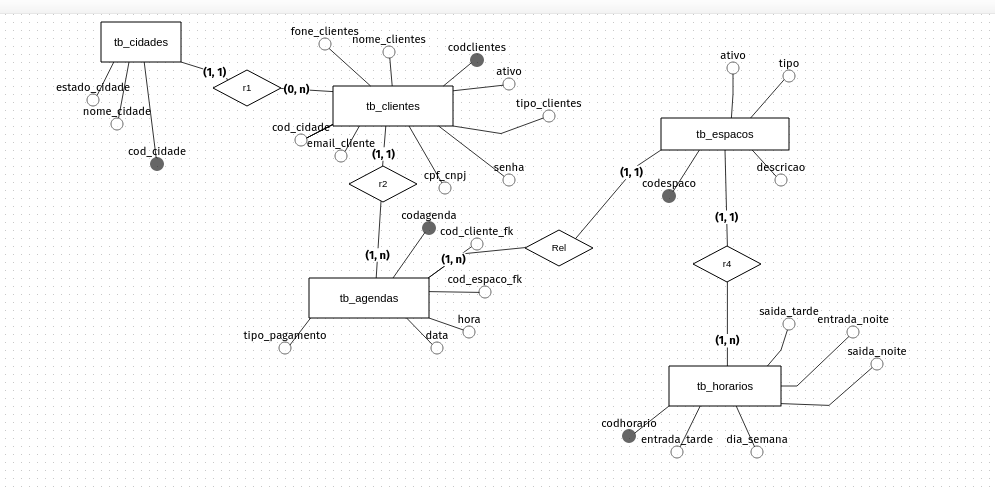 fone_clientes
nome_clientes
tb_cidades
codclientes
ativo
tipo
(1, 1)
ativo
estado_cidade
r1
(0, n)
tb_clientes
tipo_clientes
nome_cidade
cod_cidade
tb_espacos
email_cliente
cod_cidade
(1, 1)
senha
descricao
cpf_cnpj
(1, 1)
codespaco
r2
codagenda
(1, 1)
cod_cliente_fk
Rel
(1, n)
(1, n)
r4
cod_espaco_fk
tb_agendas
saida_tarde
hora
entrada_noite
tipo_pagamento
data
(1, n)
saida_noite
tb_horarios
codhorario
entrada_tarde
dia_semana